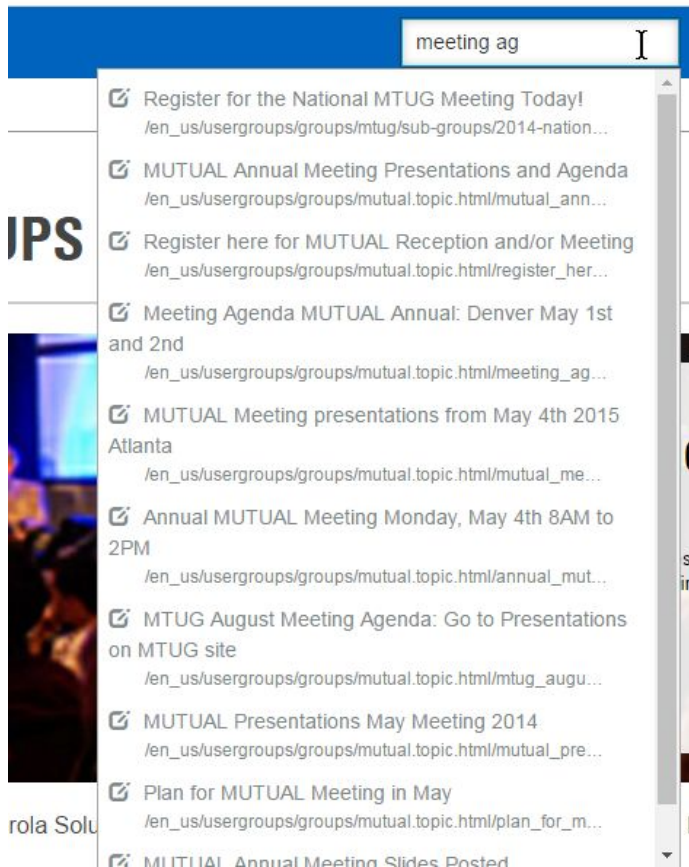 meeting ag
Register for the National MTUG Meeting Today!
/en_us/usergroups/groups/mtug/sub-groups/2014-nation...
MUTUAL Annual Meeting Presentations and Agenda
/en_us/usergroups/groups/mutual.topic.html/mutual_ann...
UPS
Register here for MUTUAL Reception and/or Meeting
/en_us/usergroups/groups/mutual.topic.html/register_her...
Meeting Agenda MUTUAL Annual: Denver May 1st
and 2nd
/en_us/usergroups/groups/mutual.topic.html/meeting_ag...
MUTUAL Meeting presentations from May 4th 2015
Atlanta
/en_us/usergroups/groups/mutual.topic.html/mutual_me...
Annual MUTUAL Meeting Monday, May 4th 8AM to
2PM
/en_us/usergroups/groups/mutual.topic.html/annual_mut...
MTUG August Meeting Agenda: Go to Presentations
on MTUG site
/en_us/usergroups/groups/mutual.topic.html/mtug_augu...
MUTUAL Presentations May Meeting 2014
/en_us/usergroups/groups/mutual.topic.html/mutual_pre...
Plan for MUTUAL Meeting in May
/en_us/usergroups/groups/mutual.topic.html/plan_for_m...
rola Solu
MUTUAL Annual Meeting Slides Posted